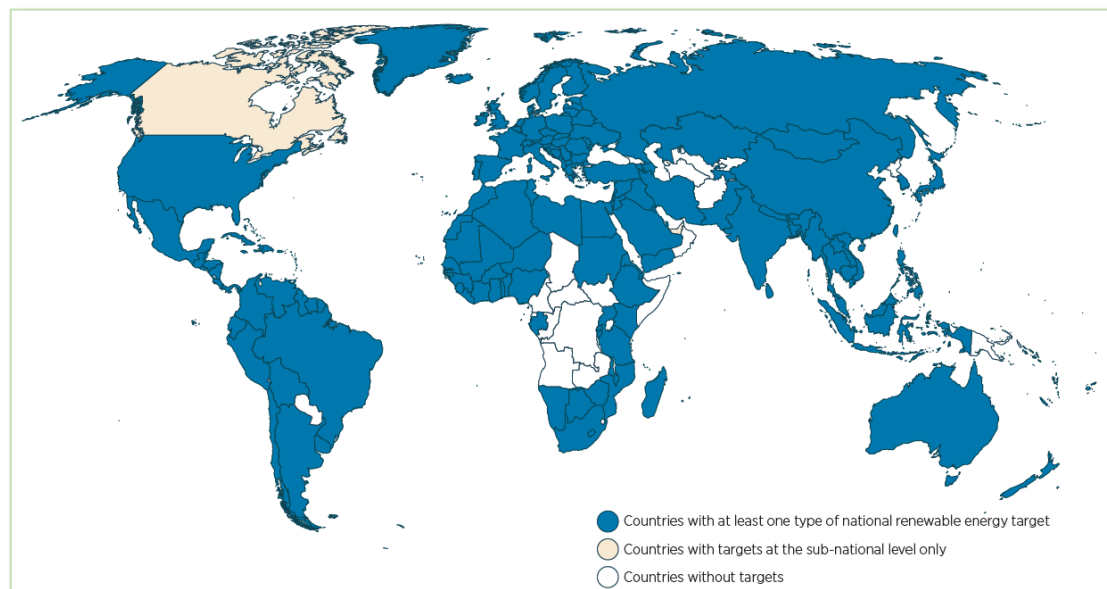 Countries with at least one type of national renewable energy target
Countries with targets at the sub-national level only
Countries without targets